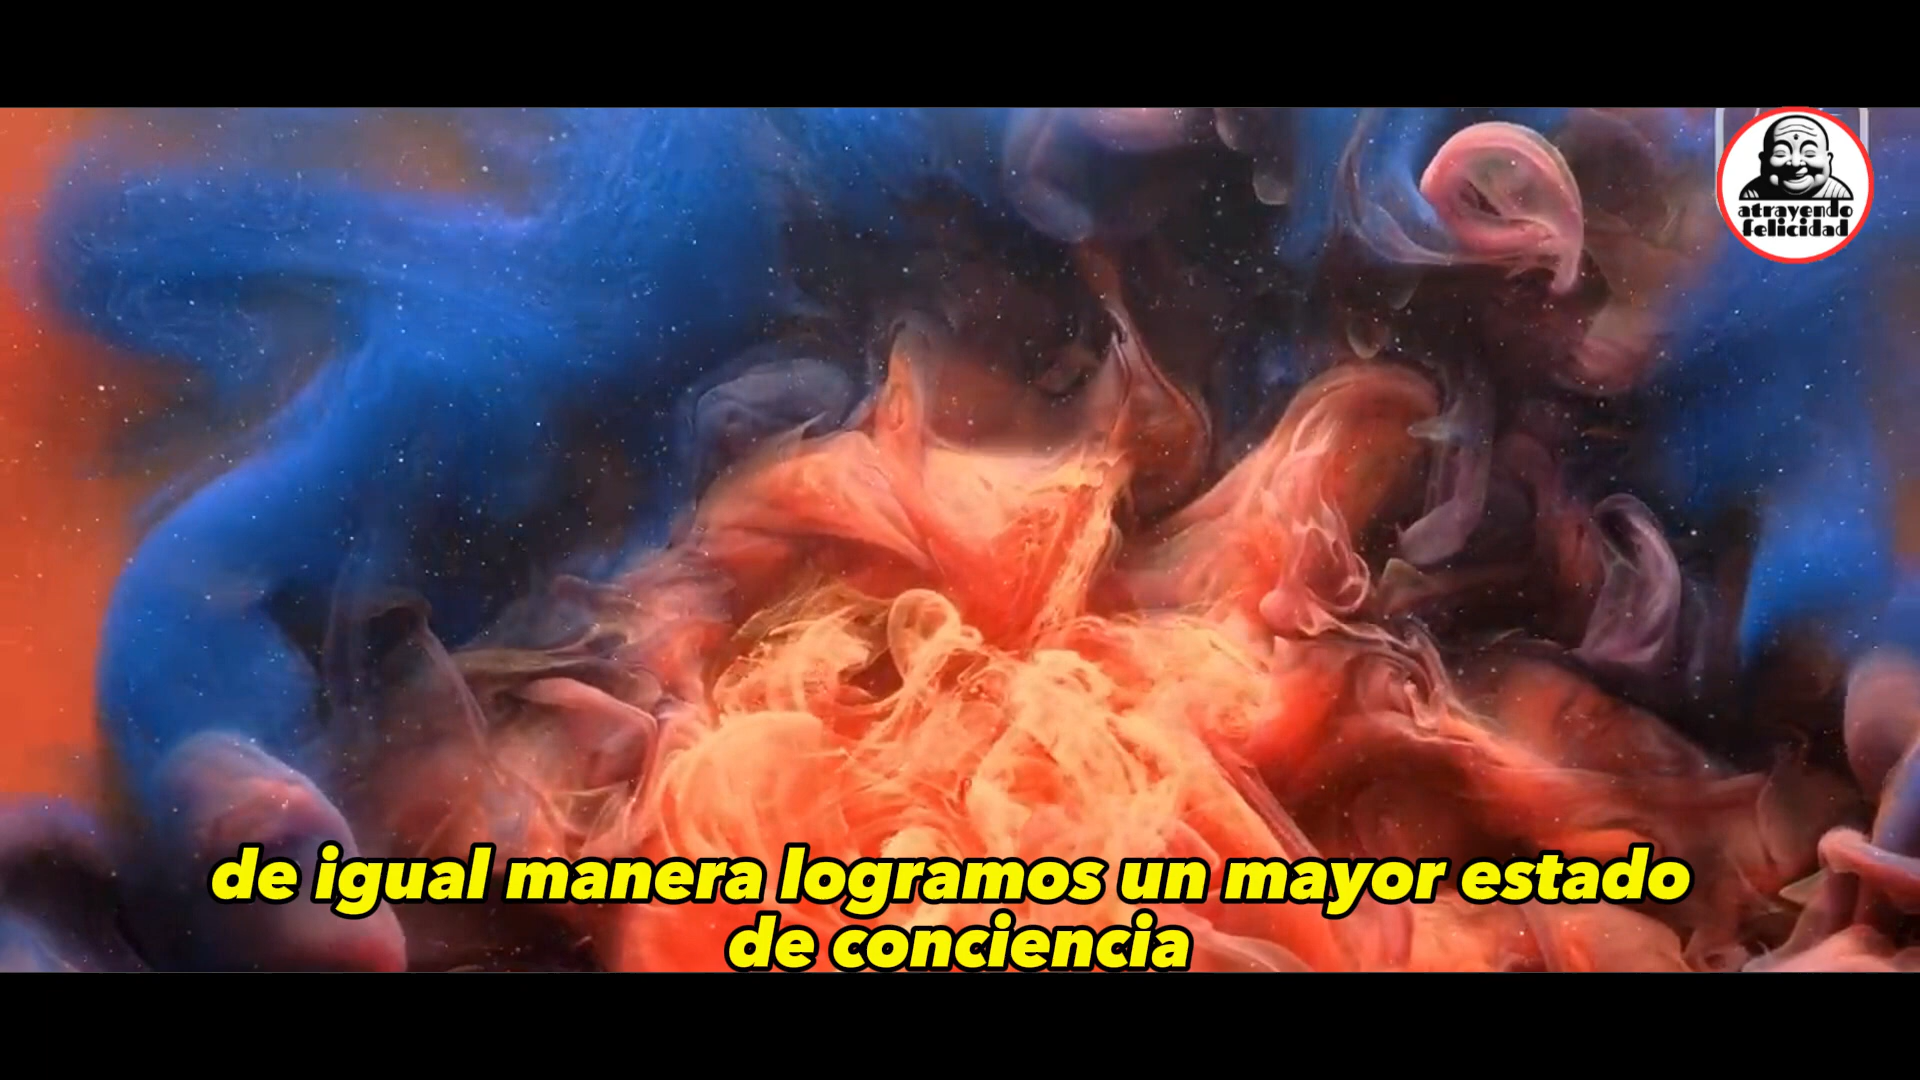 atrayendo
felicidad
de igual manera logramos un mayor estado
de conciencia